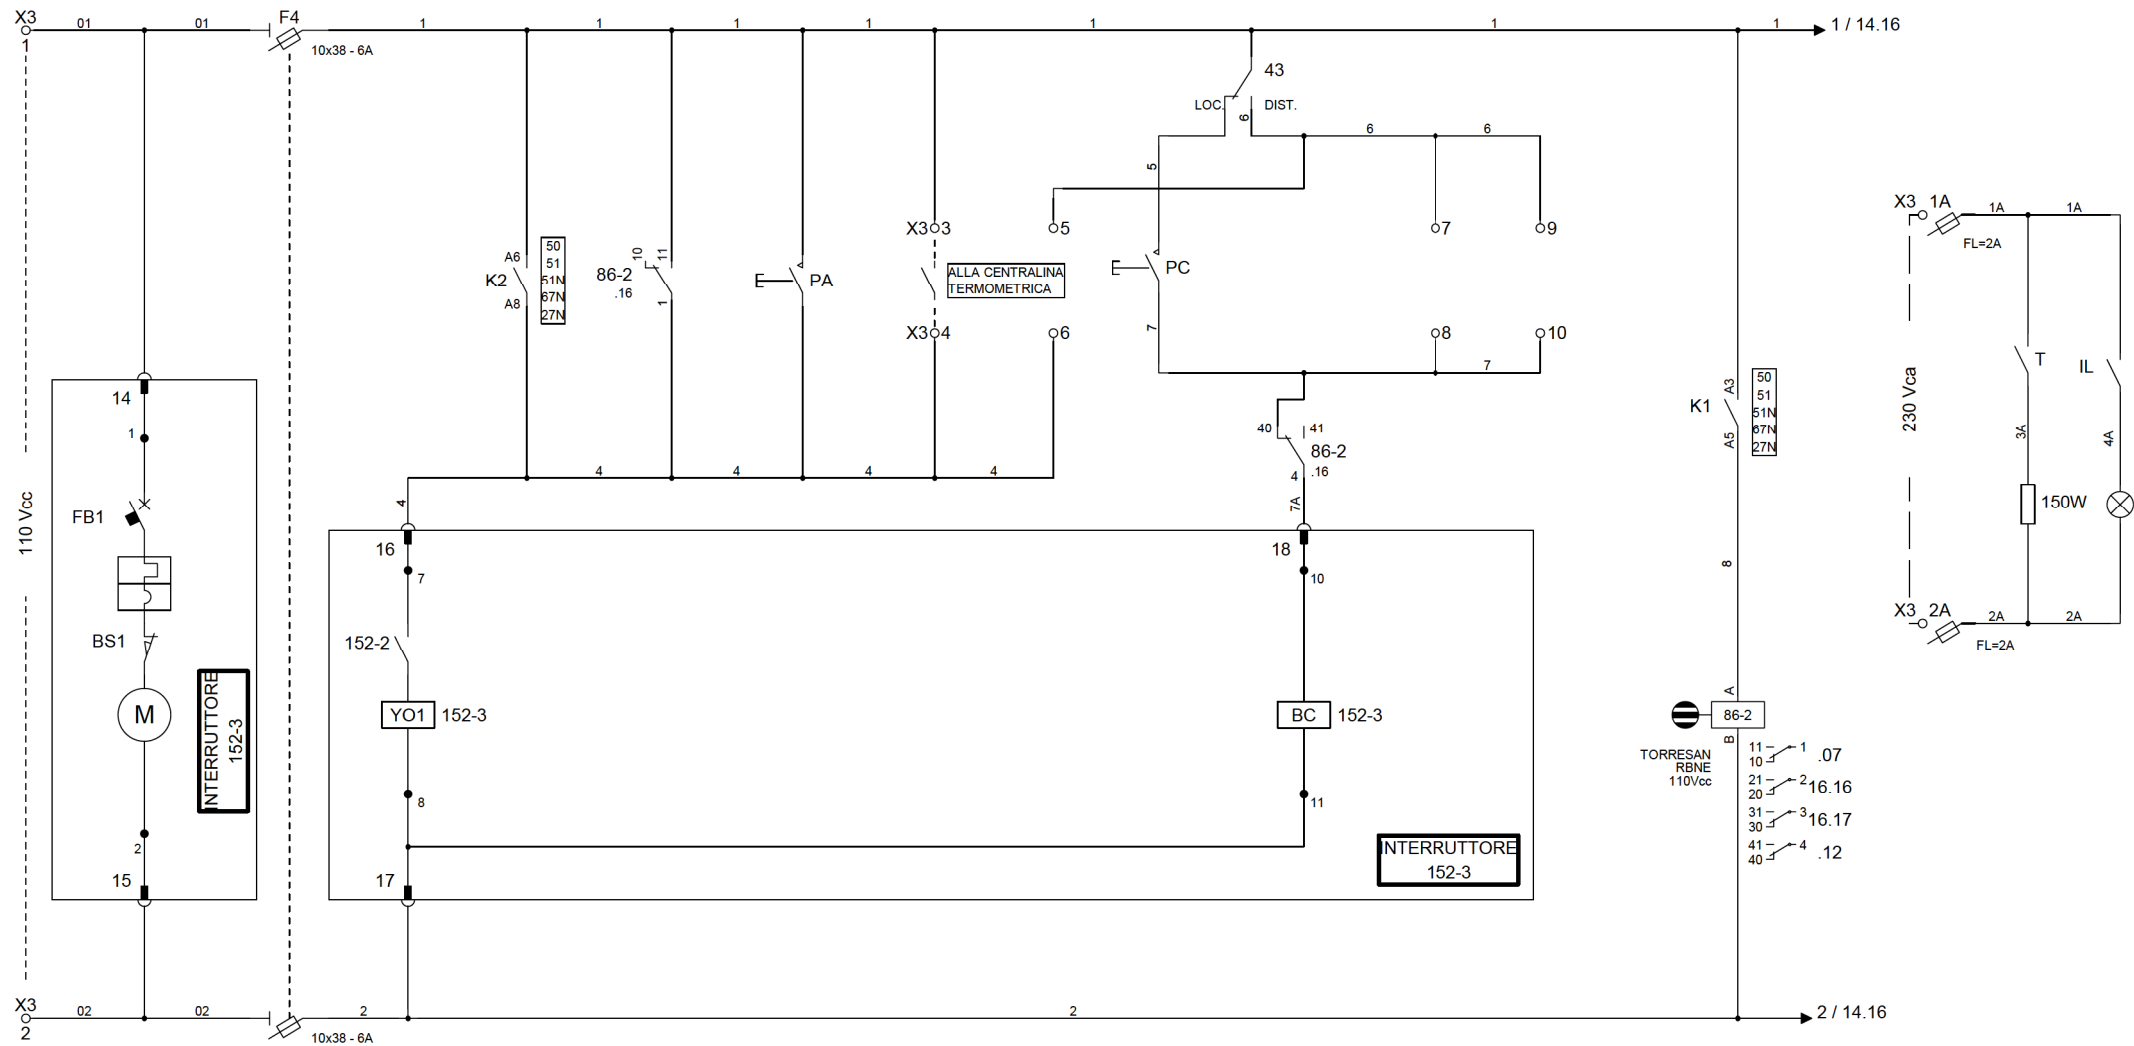 X3
1
01
01
F4
10x38 - 6A
1
1
1
1
1
1
1
1 / 14.16
43
LOC.
DIST.
6
6
6
5
X3
3
5
7
9
A6
K2
A8
50
51
51N
67N
27N
10
11
86-2
.16
1
PA
ALLA CENTRALINA
TERMOMETRICA
PC
X3
4
6
7
8
10
7
40
41
86-2
.16
4
7A
4
4
4
4
4
A3
K1
A5
50
51
51N
67N
27N
8
X3
1A
1A
1A
FL=2A
230 Vca
T
IL
3A
4A
150W
X3
2A
2A
2A
FL=2A
110 Vcc
14
1
FB1
BS1
M
INTERRUTTORE
152-3
2
15
16
7
152-2
YO1
152-3
8
17
18
10
BC
152-3
11
INTERRUTTORE
152-3
A
86-2
B
TORRESAN
RBNE
110Vcc
11
1
10
.07
21
2
20
16.16
31
3
30
16.17
41
4
40
.12
X3
2
02
02
10x38 - 6A
2
2
2 / 14.16